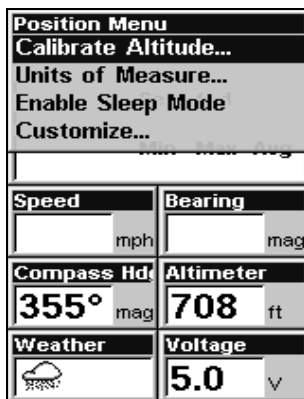 Position Menu
Calibrate Altitude...
Units of Measure...
Enable Sleep Mode
Customize...
Min Max Avg
Speed Bearing
mph mag
Compass Hdg Altimeter
355° mag 708 ft
Weather Voltage
5.0 V